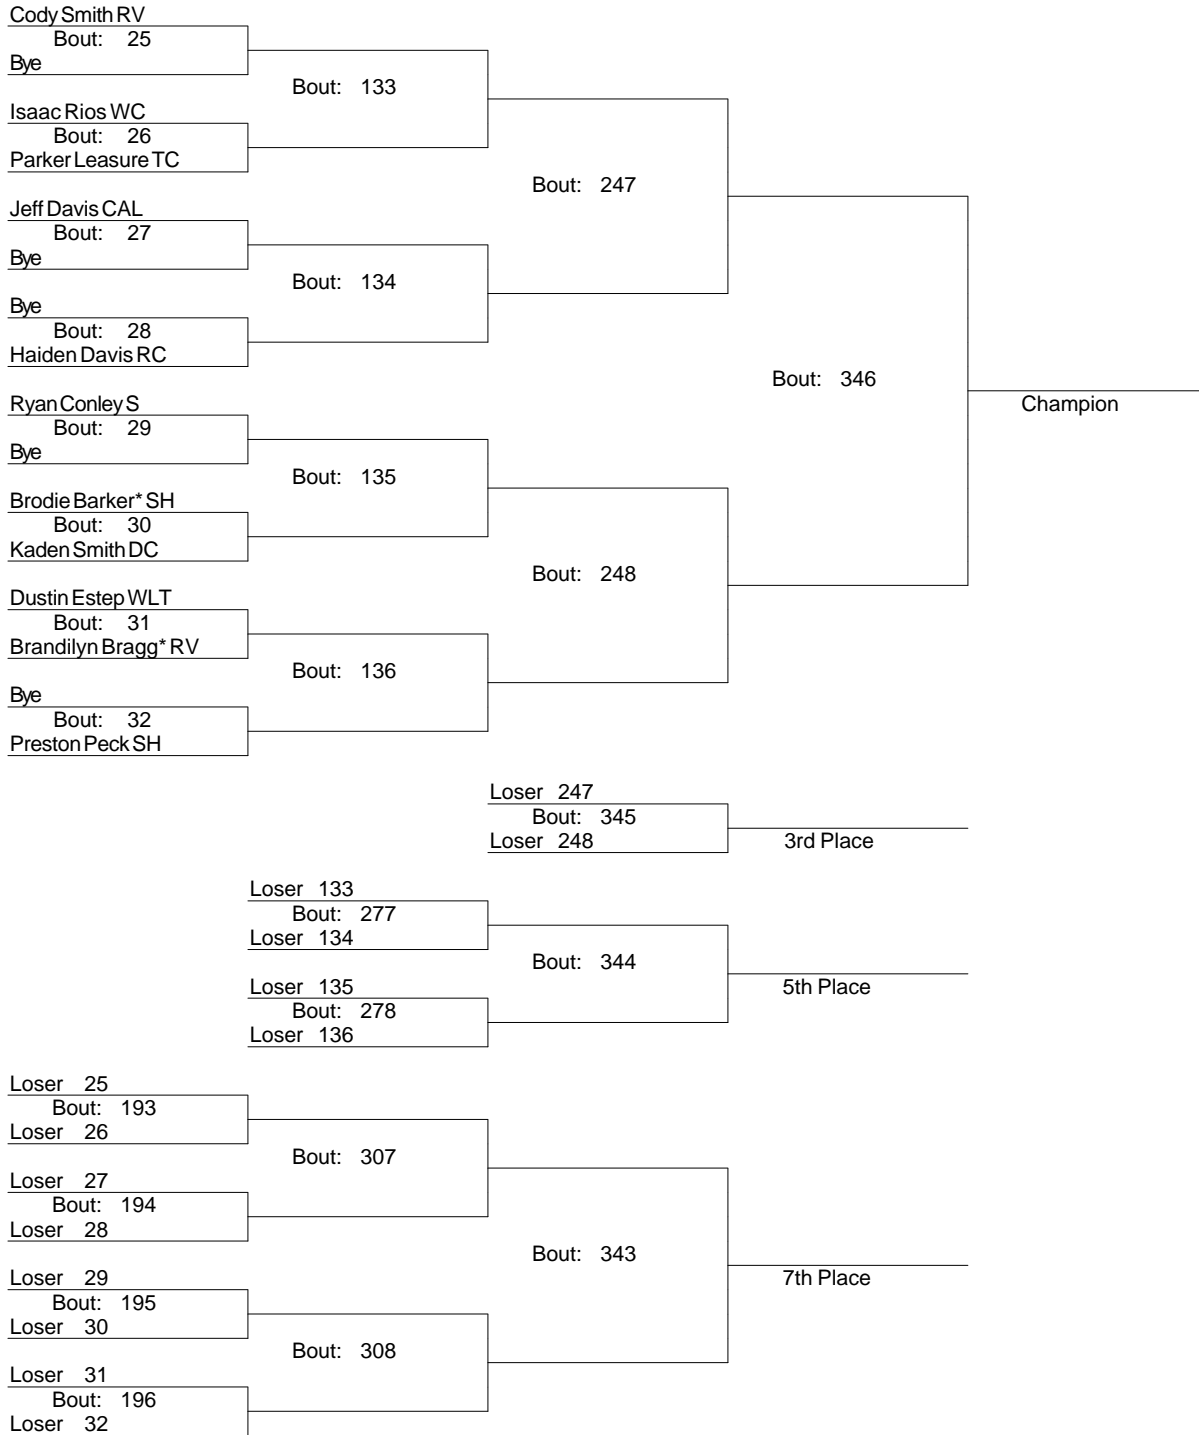 Cody Smith RV
Bout: 25
Bye
Bout: 133
Isaac Rios WC
Bout: 26
Parker Leasure TC
Bout: 247
Jeff Davis CAL
Bout: 27
Bye
Bout: 134
Bye
Bout: 28
Haiden Davis RC
Bout: 346
Champion
Ryan Conley S
Bout: 29
Bye
Bout: 135
Brodie Barker* SH
Bout: 30
Kaden Smith DC
Bout: 248
Dustin Estep WLT
Bout: 31
Brandilyn Bragg* RV
Bout: 136
Bye
Bout: 32
Preston Peck SH
Loser 247
Bout: 345
Loser 248
3rd Place
Loser 133
Bout: 277
Loser 134
Bout: 344
Loser 135
Bout: 278
Loser 136
5th Place
Loser 25
Bout: 193
Loser 26
Bout: 307
Loser 27
Bout: 194
Loser 28
Bout: 343
7th Place
Loser 29
Bout: 195
Loser 30
Bout: 308
Loser 31
Bout: 196
Loser 32